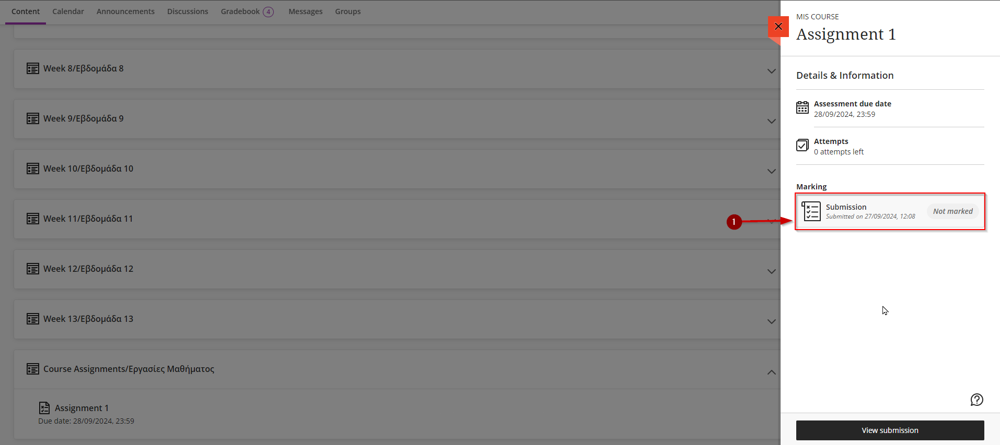 Content Calendar Announcements Discussions Gradebook 4 Messages Groups
Week 8/Εβδομάδα 8
Week 9/Εβδομάδα 9
Week 10/Εβδομάδα 10
Week 11/Εβδομάδα 11
Week 12/Εβδομάδα 12
Week 13/Εβδομάδα 13
Course Assignments/Εργασίες Μαθήματος
Assignment 1
Due date: 28/09/2024, 23:59
MIS COURSE
Assignment 1
Details & Information
Assessment due date
28/09/2024, 23:59
Attempts
0 attempts left
Marking
1
Submission
Submitted on 27/09/2024, 12:08
Not marked
View submission